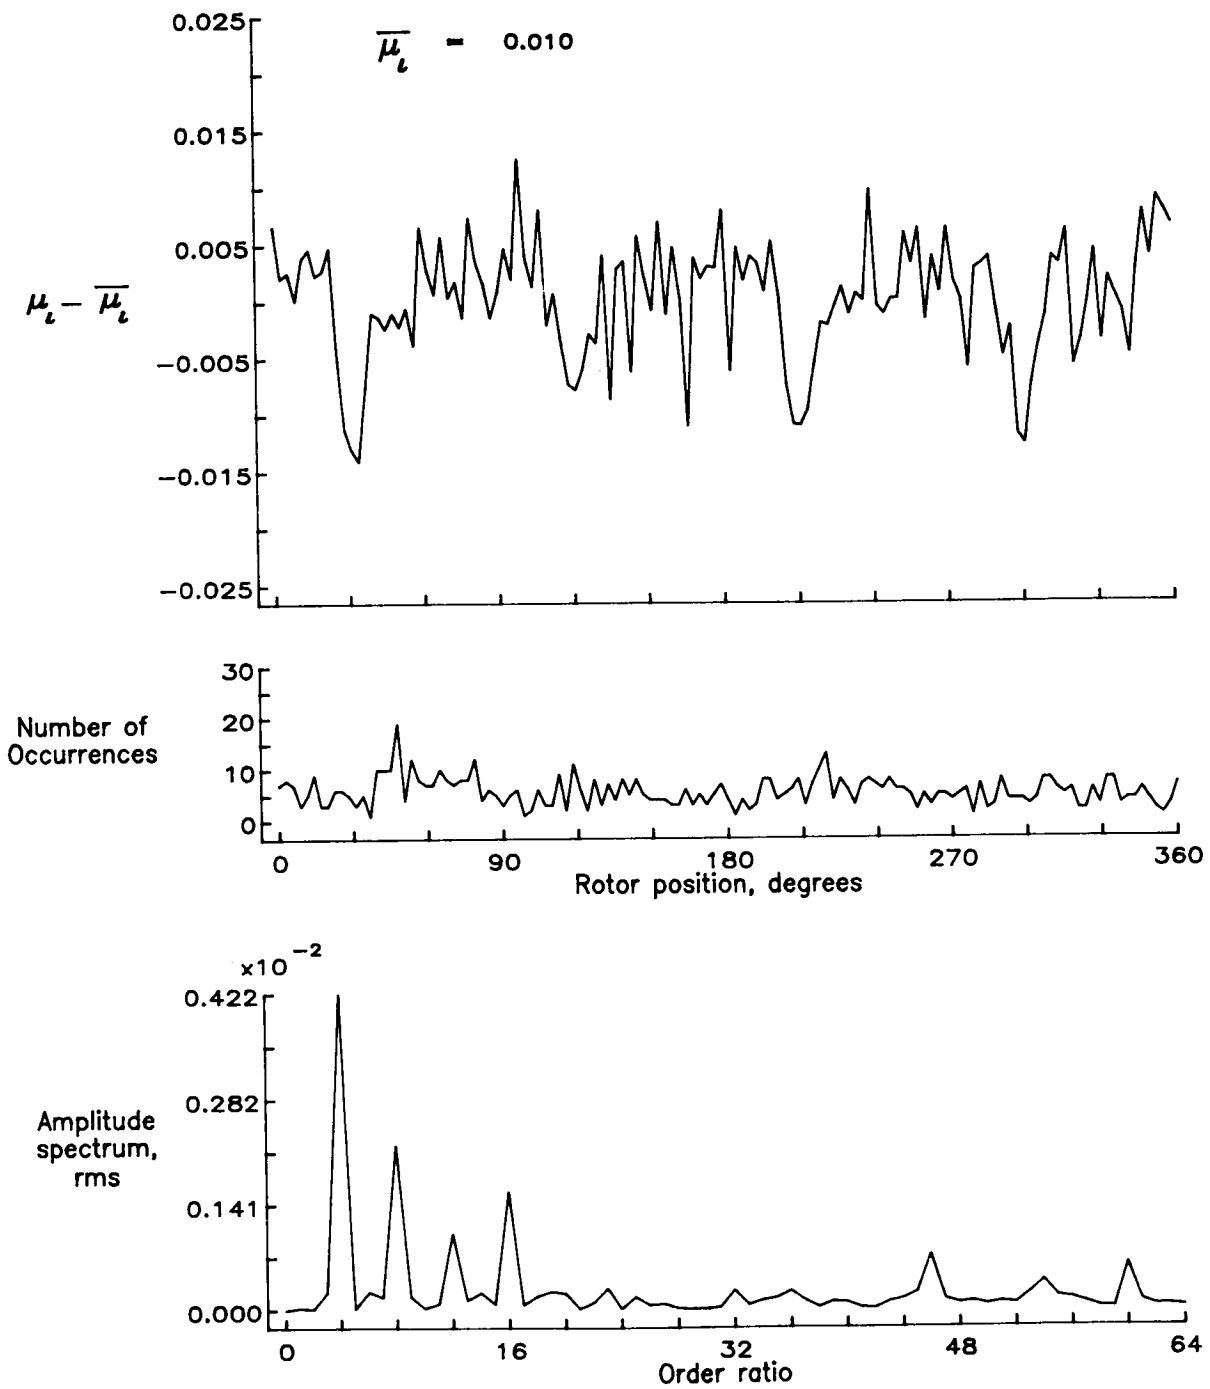 0.025
μ̅ι = 0.010
0.015
0.005
μι – μ̅ι
−0.005
−0.015
−0.025
30
Number of
Occurrences
20
10
0
0 90 180 270 360
Rotor position, degrees
×10⁻²
0.422
0.282
Amplitude
spectrum,
rms
0.141
0.000
0 16 32 48 64
Order ratio